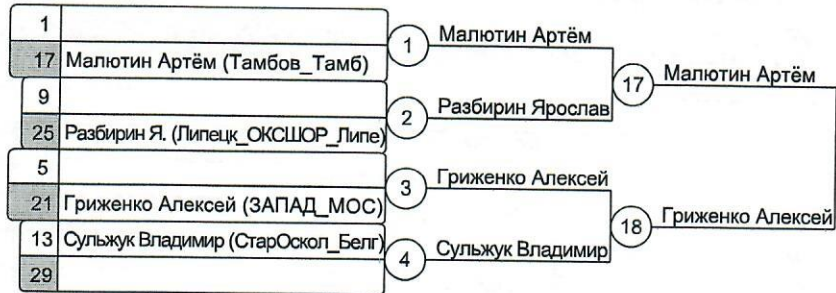 1
17 Малютин Артём (Тамбов_Тамб)
1
Малютин Артём
17
Малютин Артём
9
25 Разбирин Я. (Липецк_ОКСШОР_Липе)
2
Разбирин Ярослав
5
21 Гриженко Алексей (ЗАПАД_МОС)
3
Гриженко Алексей
18
Гриженко Алексей
13 Сульжук Владимир (СтарОскол_Белг)
29
4
Сульжук Владимир